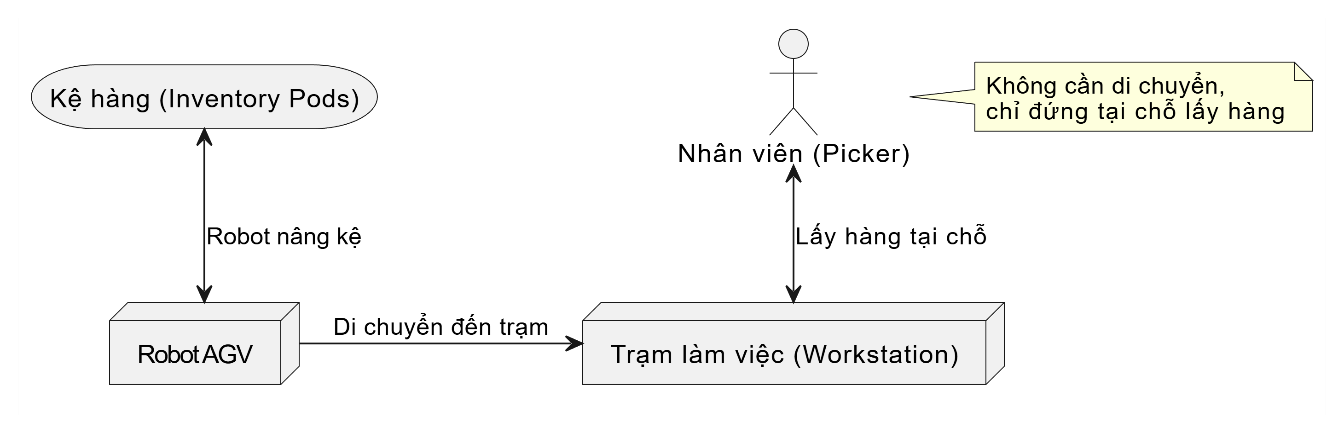 Kệ hàng (Inventory Pods)
Không cần di chuyển,
chỉ đứng tại chỗ lấy hàng
Nhân viên (Picker)
Robot nâng kệ
Lấy hàng tại chỗ
Di chuyển đến trạm
Robot AGV
Trạm làm việc (Workstation)